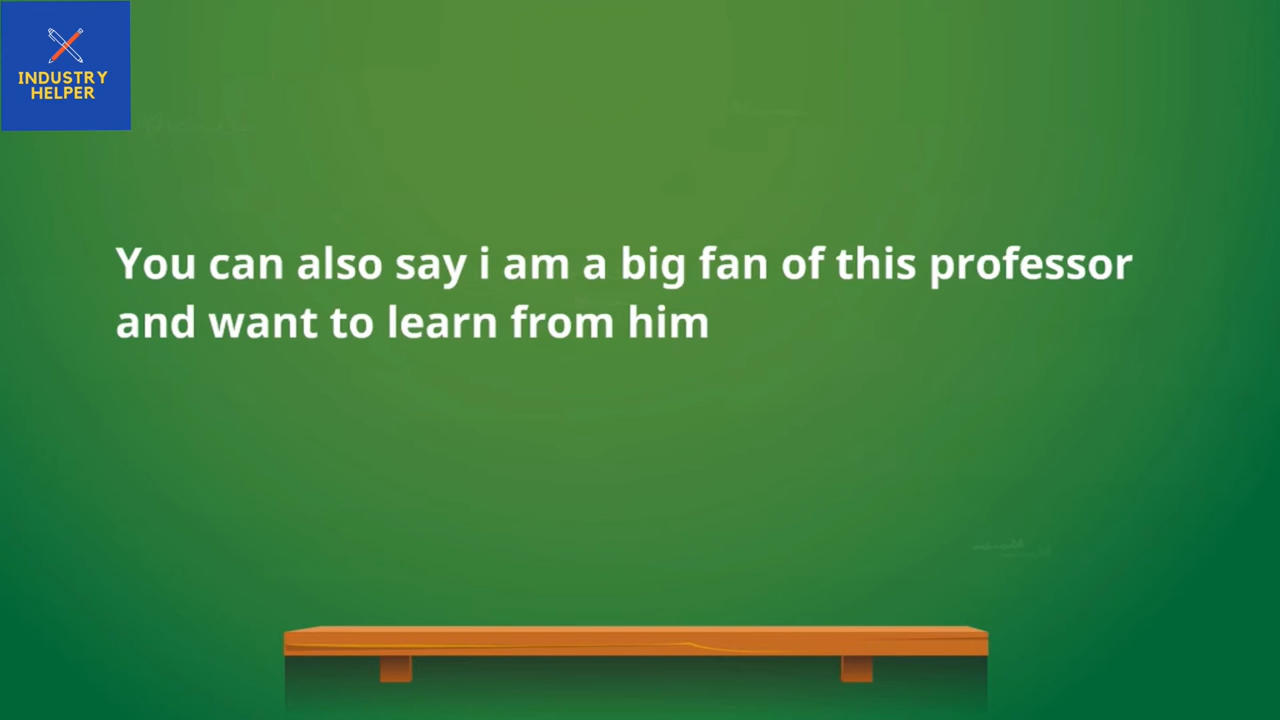 INDUSTRY
HELPER
You can also say i am a big fan of this professor
and want to learn from him